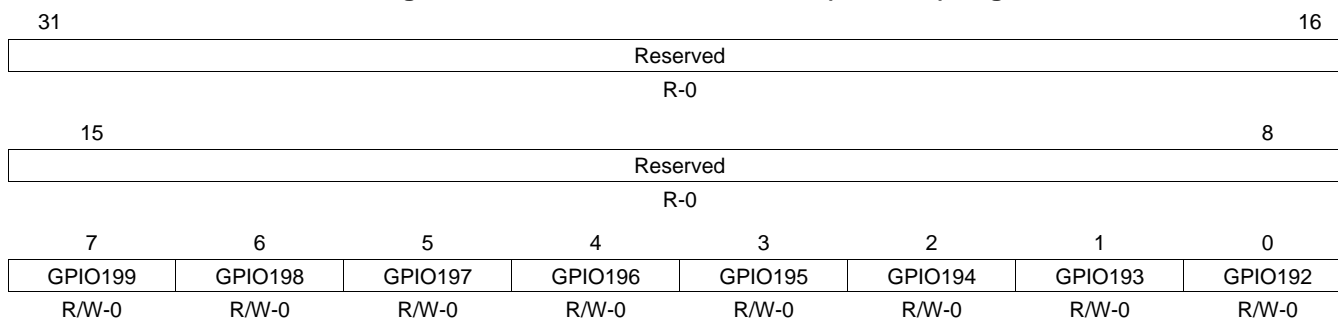 31 16
Reserved
R-0
15 8
Reserved
R-0
7 6 5 4 3 2 1 0
GPIO199 GPIO198 GPIO197 GPIO196 GPIO195 GPIO194 GPIO193 GPIO192
R/W-0 R/W-0 R/W-0 R/W-0 R/W-0 R/W-0 R/W-0 R/W-0